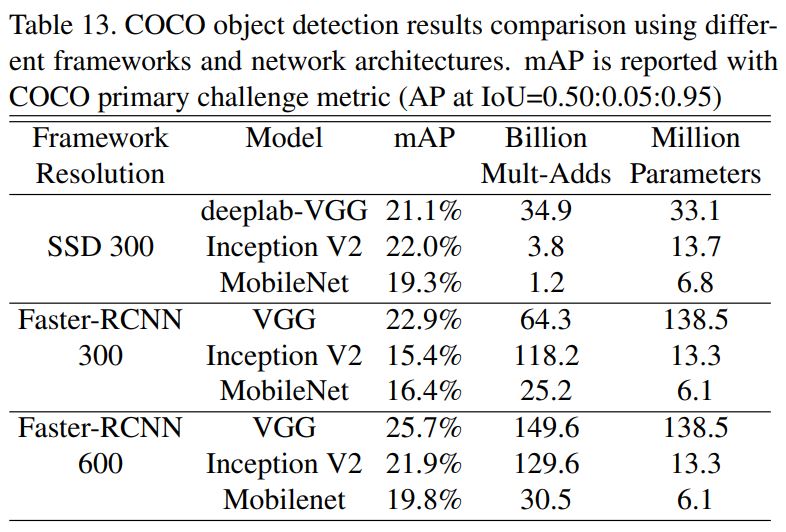 Table 13. COCO object detection results comparison using differ-
ent frameworks and network architectures. mAP is reported with
COCO primary challenge metric (AP at IoU=0.50:0.05:0.95)
Framework Model mAP Billion Million
Resolution Mult-Adds Parameters
deeplab-VGG 21.1% 34.9 33.1
SSD 300 Inception V2 22.0% 3.8 13.7
MobileNet 19.3% 1.2 6.8
Faster-RCNN VGG 22.9% 64.3 138.5
300 Inception V2 15.4% 118.2 13.3
MobileNet 16.4% 25.2 6.1
Faster-RCNN VGG 25.7% 149.6 138.5
600 Inception V2 21.9% 129.6 13.3
Mobilenet 19.8% 30.5 6.1